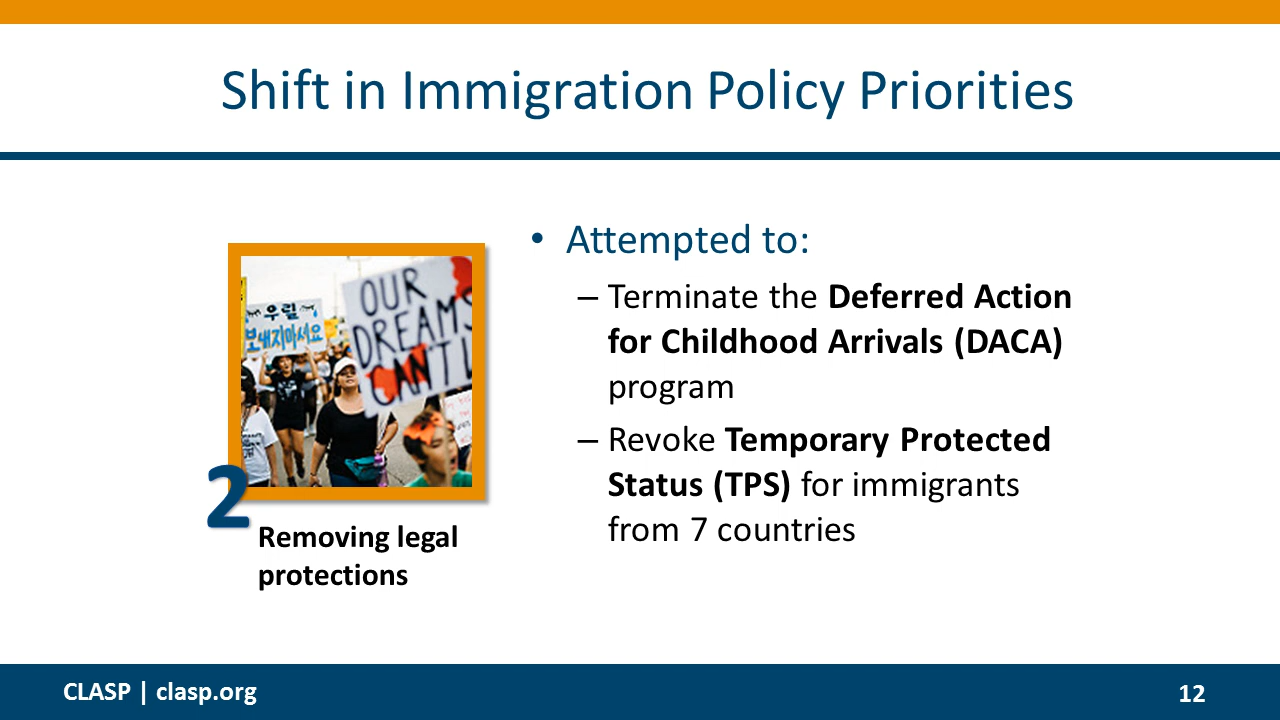 Shift in Immigration Policy Priorities
우릴
보내지마세요
OUR
DREAMS
CAN'T
2
Removing legal
protections
• Attempted to:
– Terminate the Deferred Action
for Childhood Arrivals (DACA)
program
– Revoke Temporary Protected
Status (TPS) for immigrants
from 7 countries
CLASP | clasp.org
12